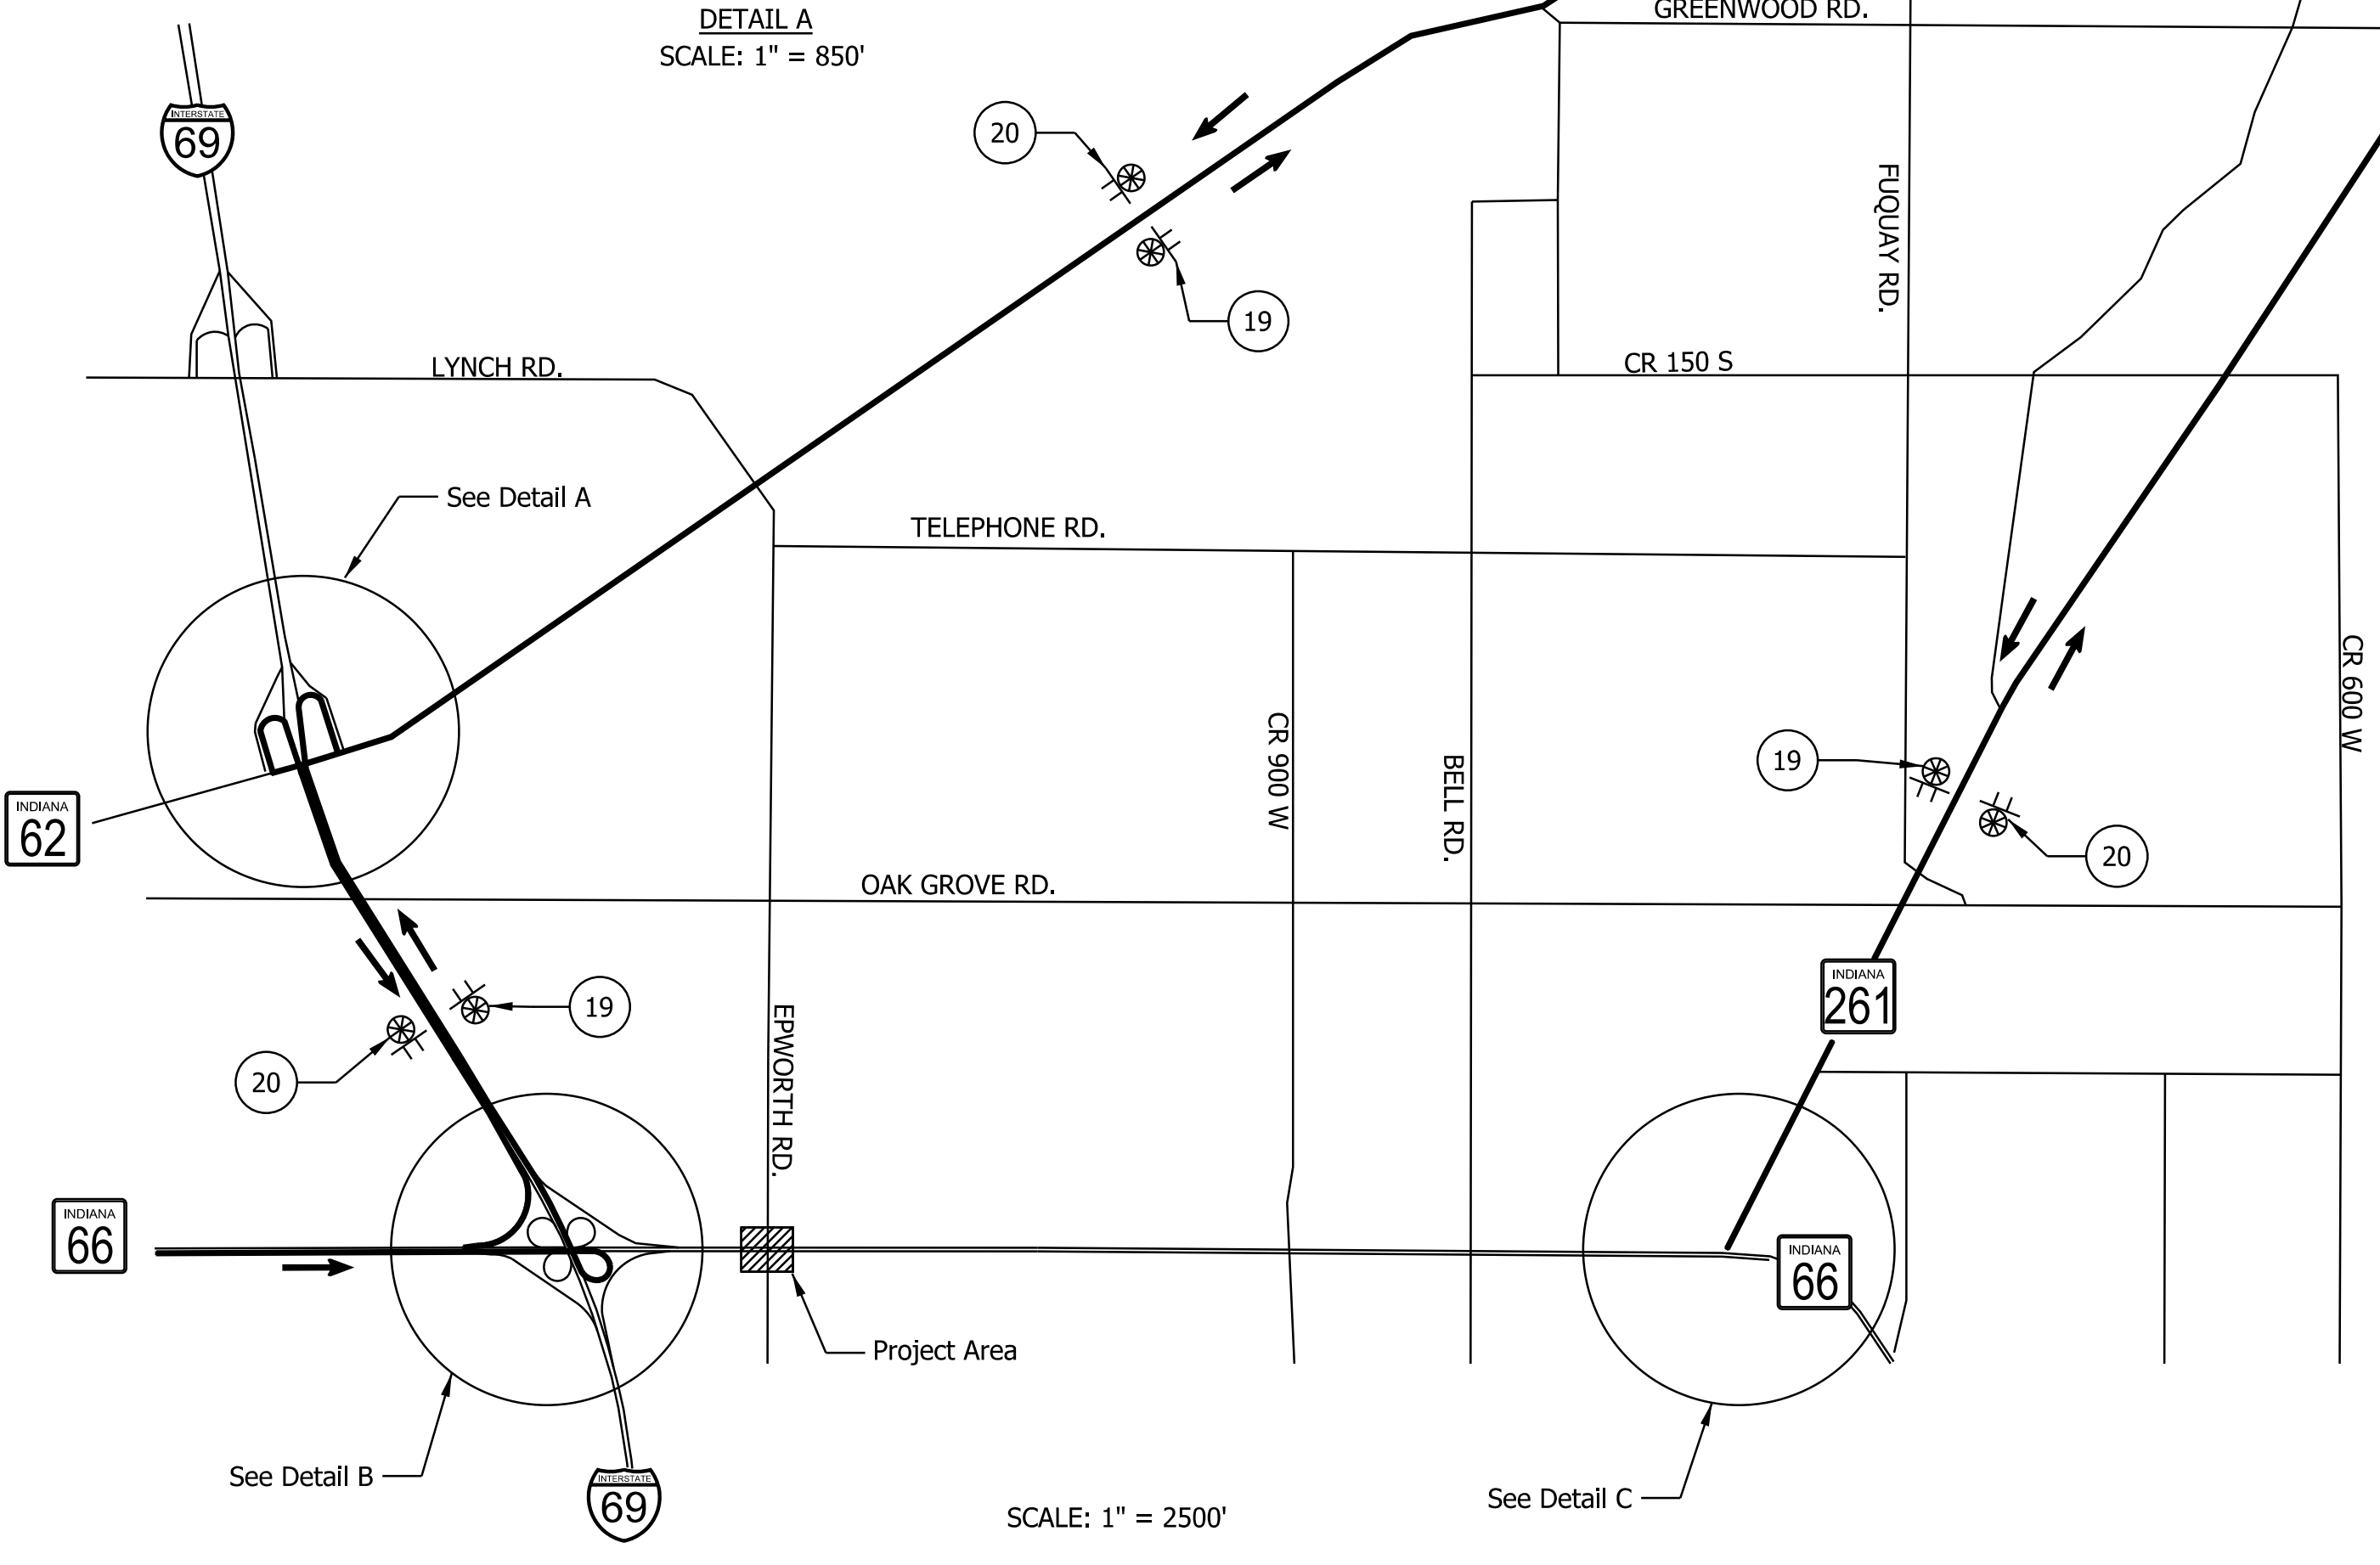 DETAIL A
SCALE: 1" = 850'
GREENWOOD RD.
INTERSTATE
69
20
19
FUQUAY RD.
LYNCH RD.
CR 150 S
See Detail A
TELEPHONE RD.
CR 600 W
CR 900 W
BELL RD.
19
20
INDIANA
62
OAK GROVE RD.
INDIANA
261
19
20
EPWORTH RD.
INDIANA
66
INDIANA
66
Project Area
See Detail B
INTERSTATE
69
SCALE: 1" = 2500'
See Detail C